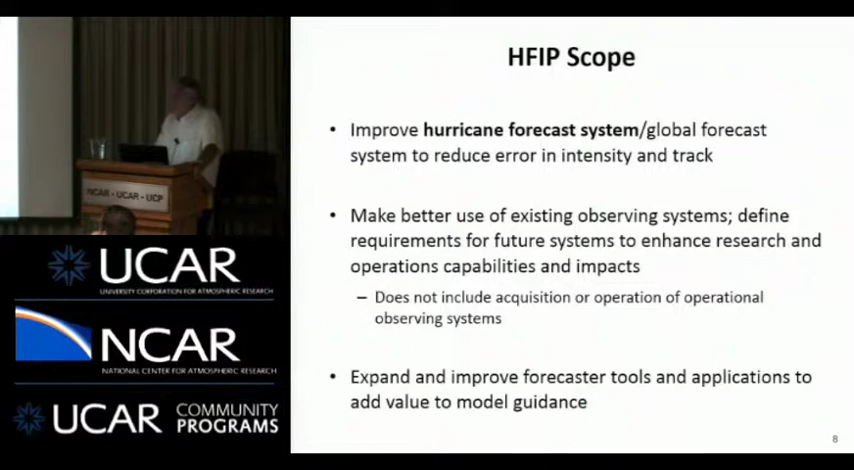 HFIP Scope
• Improve hurricane forecast system/global forecast
system to reduce error in intensity and track
• Make better use of existing observing systems; define
requirements for future systems to enhance research and
operations capabilities and impacts
– Does not include acquisition or operation of operational
observing systems
• Expand and improve forecaster tools and applications to
add value to model guidance
8
NCAR - UCAR - UCP
UCAR
UNIVERSITY CORPORATION FOR ATMOSPHERIC RESEARCH
NCAR
NATIONAL CENTER FOR ATMOSPHERIC RESEARCH
UCAR COMMUNITY
PROGRAMS